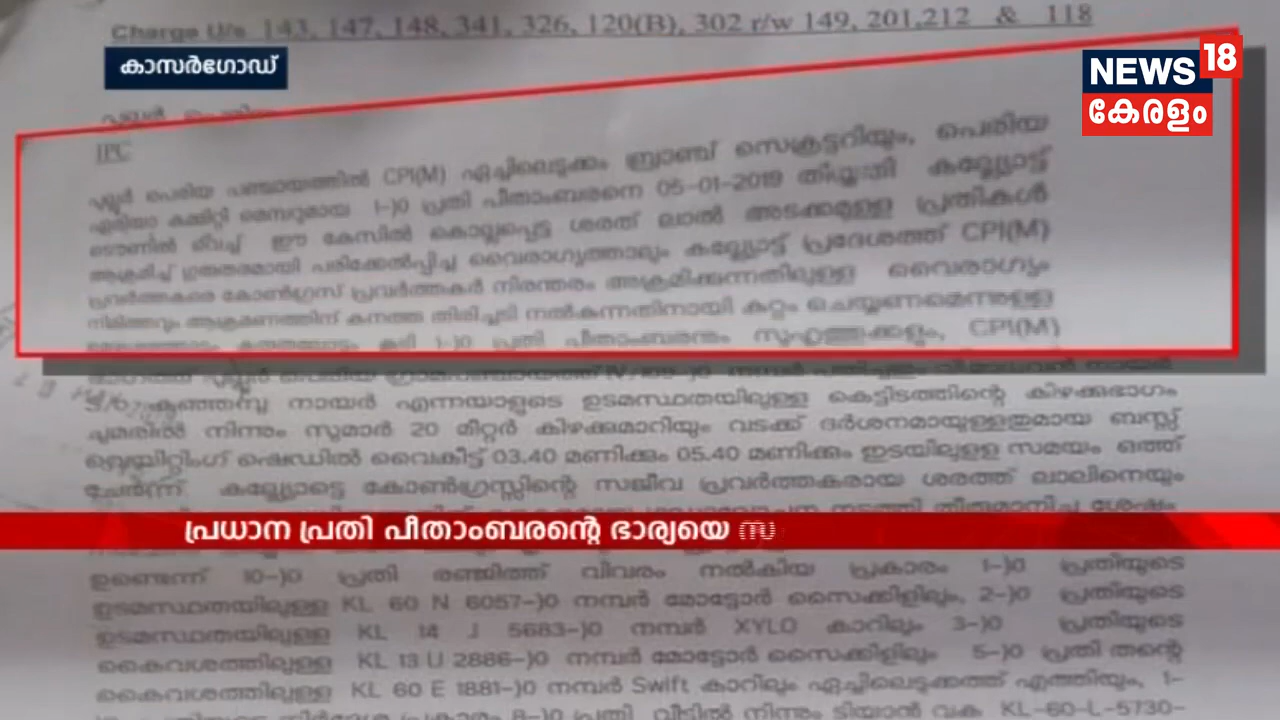 Charge U/s 143, 147, 148, 341, 326, 120(B), 302 r/w 149, 201,212 & 118
കാസർഗോഡ്
NEWS 18
കേരളം
IPC
പുല്ലൂർ പെരിയ പഞ്ചായത്തിൽ CPI(M) ഏച്ചിലെടുക്കം ബ്രാഞ്ച് സെക്രട്ടറിയും, പെരിയ
ഏരിയാ കമ്മിറ്റി മെമ്പറുമായ 1-)o പ്രതി പീതാംബരനെ 05-01-2019 തിയ്യതി കല്ല്യോട്ട്
ടൌണിൽ വെച്ച് ഈ കേസിൽ കൊല്ലപ്പെട്ട ശരത് ലാൽ അടക്കമുള്ള പ്രതികൾ
ആക്രമിച്ച് ഗുരുതരമായി പരിക്കേൽപ്പിച്ച വൈരാഗ്യത്താലും കല്ല്യോട്ട് പ്രദേശത്ത് CPI(M)
പ്രവർത്തകരെ കോൺഗ്രസ് പ്രവർത്തകർ നിരന്തരം അക്രമിക്കുന്നതിലുള്ള വൈരാഗ്യം
നിമിത്തവും ആക്രമണത്തിന് കനത്ത തിരിച്ചടി നൽകുന്നതിനായി കുറ്റം ചെയ്യണമെന്നുള്ള
1-)o പ്രതി പീതാംബരനും സുഹൃത്തുക്കളും, CPI(M)
S/o കുഞ്ഞമ്പു നായർ എന്നയാളുടെ ഉടമസ്ഥതയിലുള്ള കെട്ടിടത്തിന്റെ കിഴക്കുഭാഗം
ചുമരിൽ നിന്നും സുമാർ 20 മീറ്റർ കിഴക്കുമാറിയും വടക്ക് ദർശനമായുള്ളതുമായ ബസ്സ്
വെയ്റ്റിംഗ് ഷെഡിൽ വൈകീട്ട് 03.40 മണിക്കും 05.40 മണിക്കും ഇടയിലുള്ള സമയം ഒത്ത്
ചേർന്ന് കല്ല്യോട്ടെ കോൺഗ്രസ്സിന്റെ സജീവ പ്രവർത്തകരായ ശരത്ത് ലാലിനെയും
പ്രധാന പ്രതി പീതാംബരന്റെ ഭാര്യയെ സ
ഉണ്ടെന്ന് 10-)o പ്രതി രഞ്ജിത്ത് വിവരം നൽകിയ പ്രകാരം 1-)o പ്രതിയുടെ
ഉടമസ്ഥതയിലുള്ള KL 60 N 6057-)o നമ്പർ മോട്ടോർ സൈക്കിളിലും, 2-)o പ്രതിയുടെ
ഉടമസ്ഥതയിലുള്ള KL 14 J 5683-)o നമ്പർ XYLO കാറിലും 3-)o പ്രതിയുടെ
കൈവശത്തിലുള്ള KL 13 U 2886-)o നമ്പർ മോട്ടോർ സൈക്കിളിലും 5-)o പ്രതി തന്റെ
കൈവശത്തിലുള്ള KL 60 E 1881-)o നമ്പർ Swift കാറിലും ഏച്ചിലെടുക്കത്ത് എത്തിയും, 1-
8-)o പ്രതി വീട്ടിൽ നിന്നും ടിയാൻ വക KL-60-L-5730-